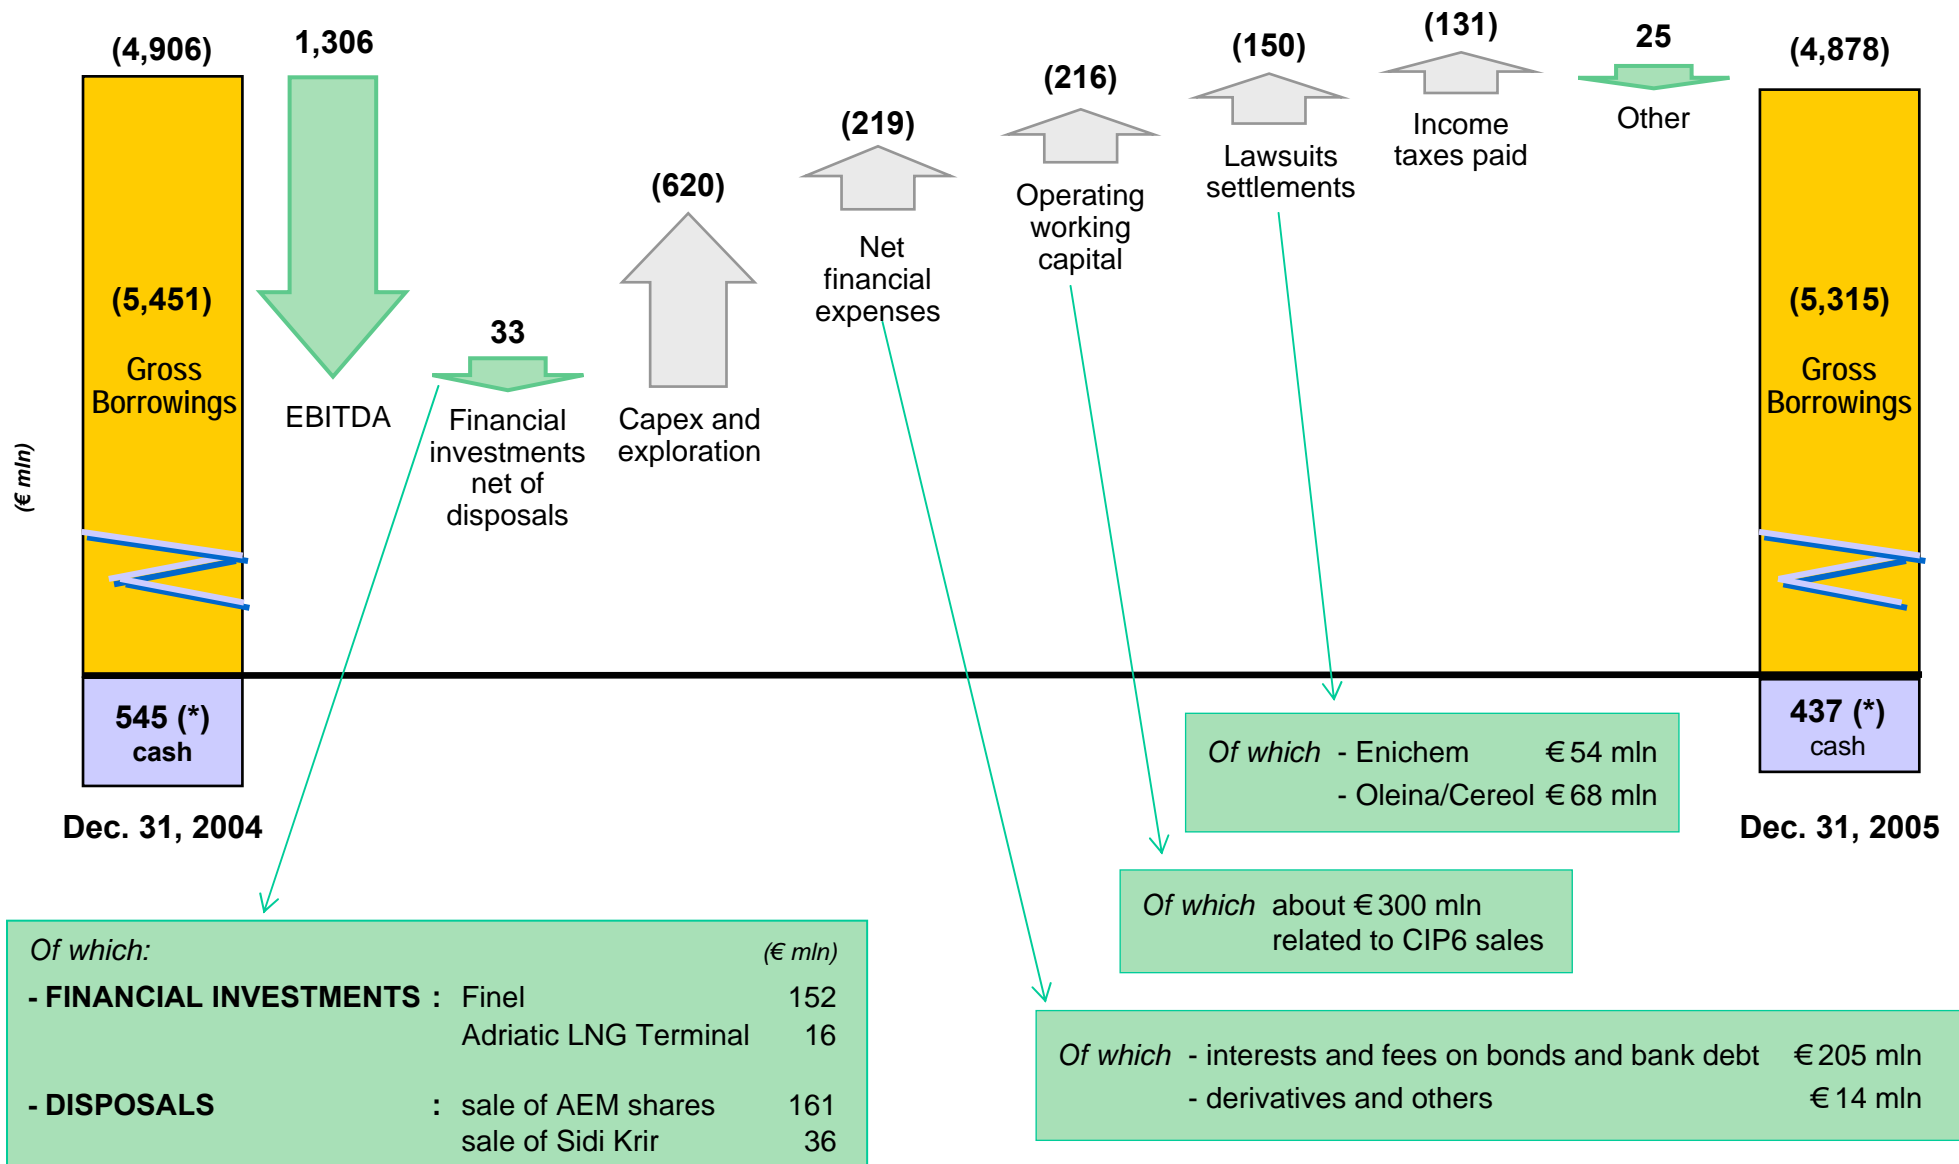 (4,906)
1,306
(5,451)
Gross
Borrowings
(€ mln)
545 (*)
cash
Dec. 31, 2004
EBITDA
33
Financial
investments
net of
disposals
(620)
Capex and
exploration
(219)
Net
financial
expenses
(216)
Operating
working
capital
(150)
Lawsuits
settlements
(131)
Income
taxes paid
25
Other
(4,878)
(5,315)
Gross
Borrowings
437 (*)
cash
Dec. 31, 2005
Of which - Enichem € 54 mln
- Oleina/Cereol € 68 mln
Of which about € 300 mln
related to CIP6 sales
Of which - interests and fees on bonds and bank debt € 205 mln
- derivatives and others € 14 mln
Of which: (€ mln)
- FINANCIAL INVESTMENTS : Finel 152
Adriatic LNG Terminal 16
- DISPOSALS : sale of AEM shares 161
sale of Sidi Krir 36